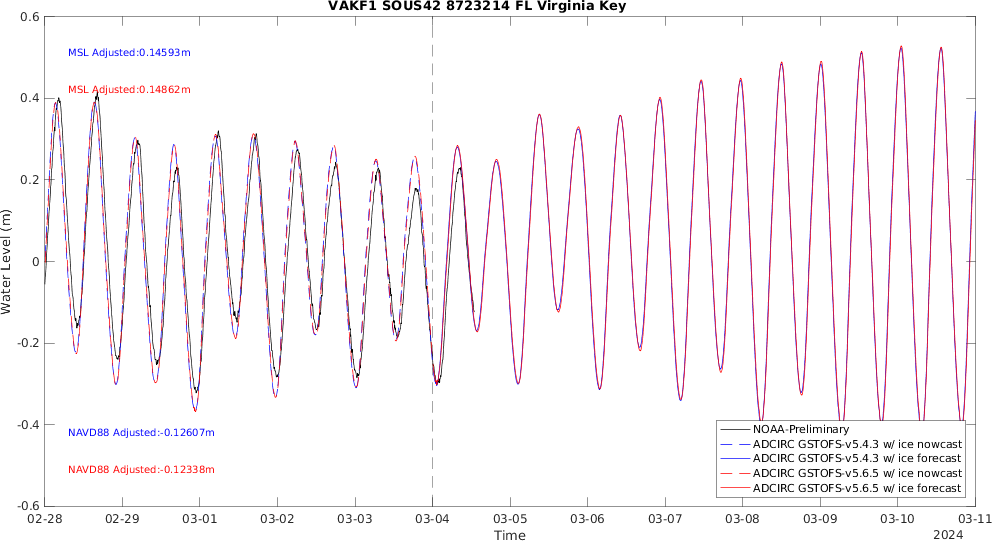 VAKF1 SOUS42 8723214 FL Virginia Key
0.6
MSL Adjusted:0.14593m
MSL Adjusted:0.14862m
0.4
0.2
Water Level (m)
0
-0.2
-0.4
NAVD88 Adjusted:-0.12607m
NAVD88 Adjusted:-0.12338m
-0.6
NOAA-Preliminary
ADCIRC GSTOFS-v5.4.3 w/ ice nowcast
ADCIRC GSTOFS-v5.4.3 w/ ice forecast
ADCIRC GSTOFS-v5.6.5 w/ ice nowcast
ADCIRC GSTOFS-v5.6.5 w/ ice forecast
02-28 02-29 03-01 03-02 03-03 03-04 03-05 03-06 03-07 03-08 03-09 03-10 03-11
Time
2024